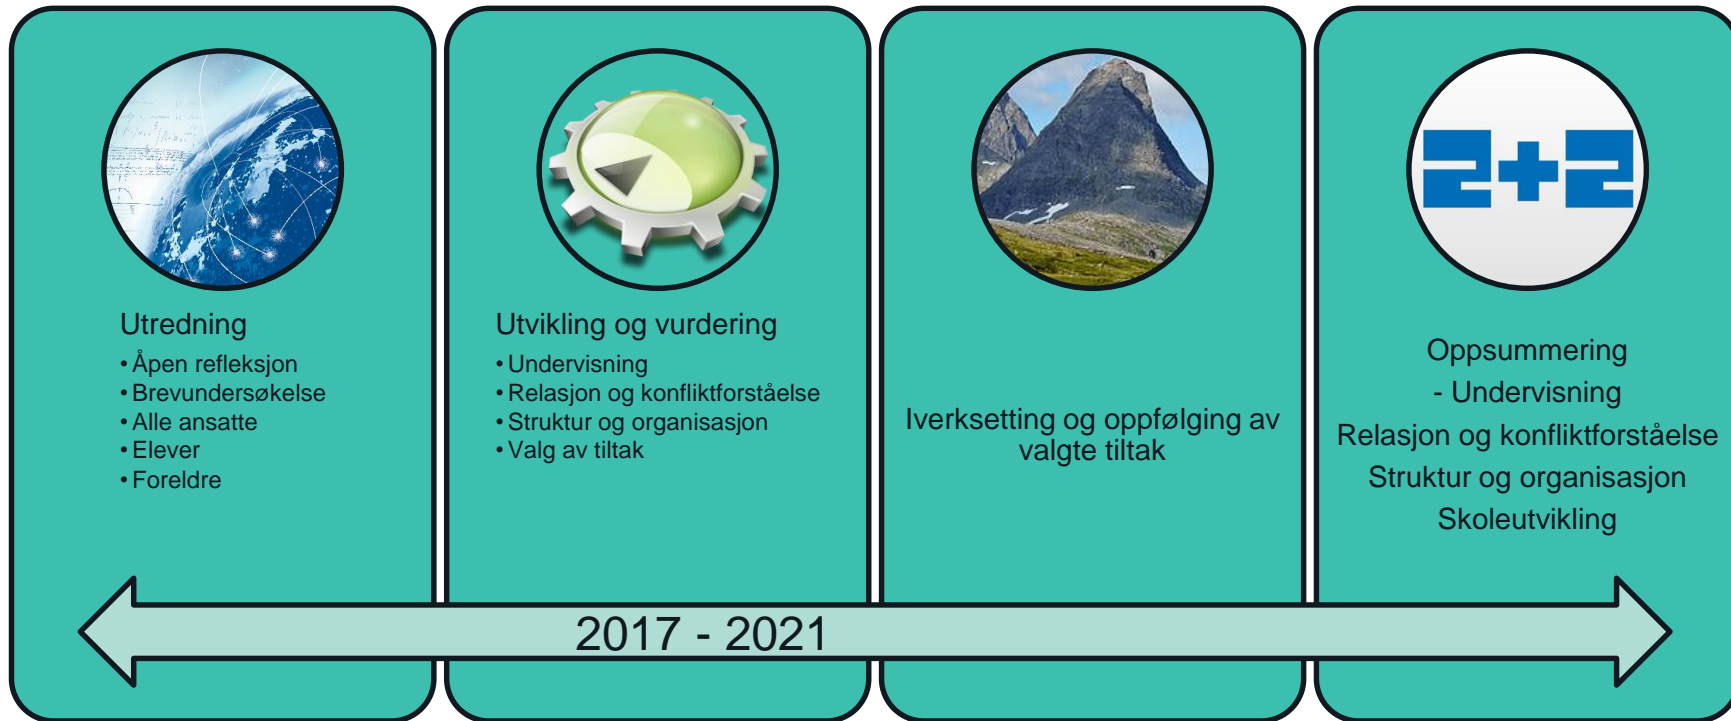 2+2
Utredning
• Åpen refleksjon
• Brevundersøkelse
• Alle ansatte
• Elever
• Foreldre
Utvikling og vurdering
• Undervisning
• Relasjon og konfliktforståelse
• Struktur og organisasjon
• Valg av tiltak
Iverksetting og oppfølging av
valgte tiltak
Oppsummering
- Undervisning
Relasjon og konfliktforståelse
Struktur og organisasjon
Skoleutvikling
2017 - 2021